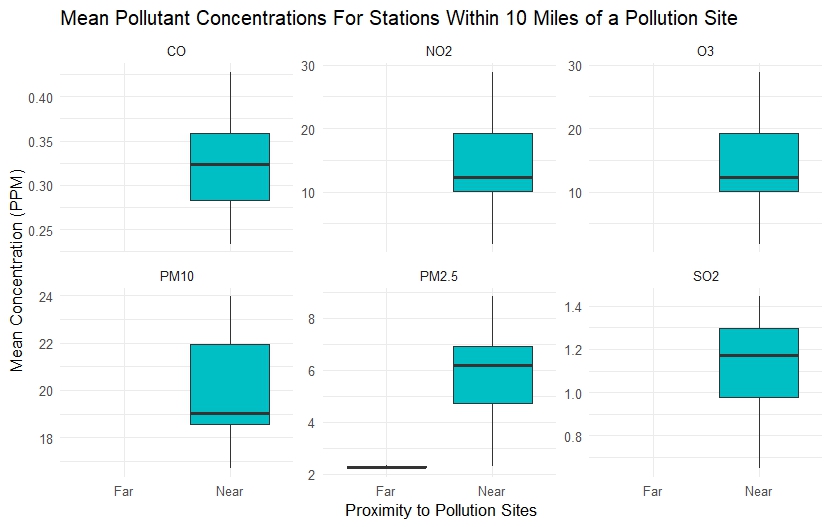 Mean Pollutant Concentrations For Stations Within 10 Miles of a Pollution Site
CO
NO2
O3
0.40
0.35
0.30
0.25
30
20
10
30
20
10
Mean Concentration (PPM)
PM10
PM2.5
SO2
24
22
20
18
8
6
4
2
1.4
1.2
1.0
0.8
Far
Near
Far
Near
Far
Near
Proximity to Pollution Sites